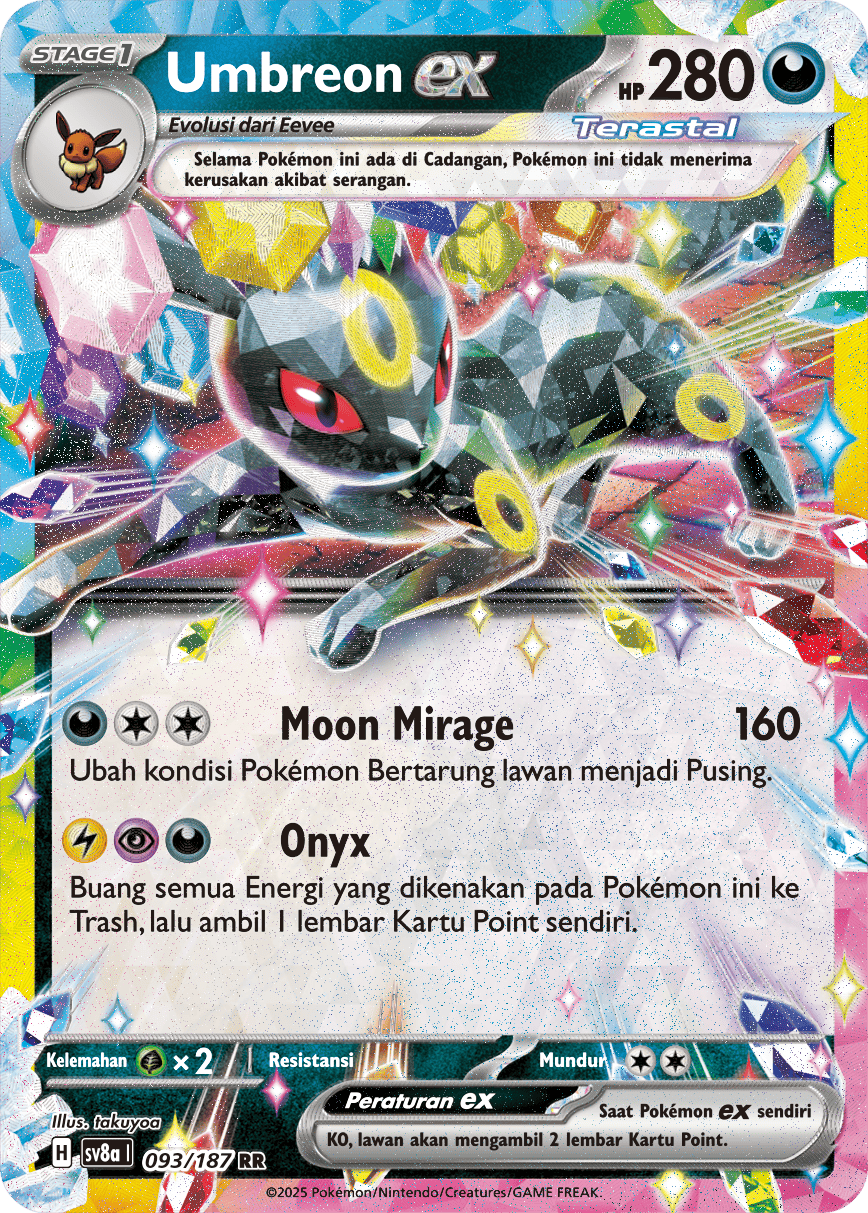 STAGE1
Umbreon ex
HP 280
Evolusi dari Eevee
Terastal
Selama Pokémon ini ada di Cadangan, Pokémon ini tidak menerima
kerusakan akibat serangan.
Moon Mirage 160
Ubah kondisi Pokémon Bertarung lawan menjadi Pusing.
Onyx
Buang semua Energi yang dikenakan pada Pokémon ini ke
Trash, lalu ambil 1 lembar Kartu Point sendiri.
Kelemahan ×2 Resistansi Mundur
Peraturan ex
Saat Pokémon ex sendiri
KO, lawan akan mengambil 2 lembar Kartu Point.
Illus. takuyoa
H sv8a I 093/187 RR
©2025 Pokémon/Nintendo/Creatures/GAME FREAK.